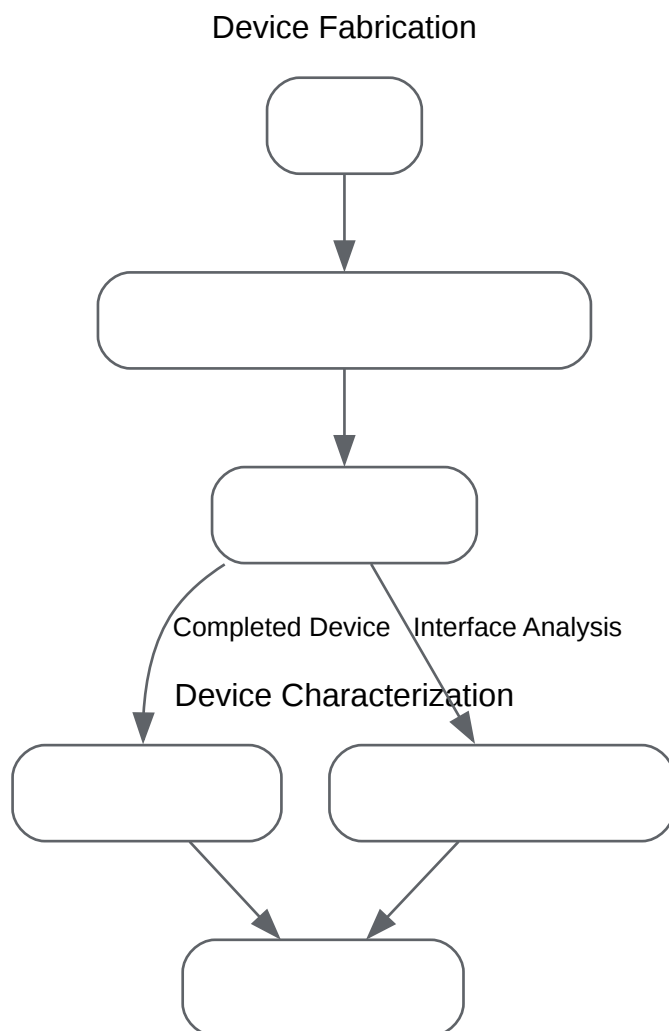 Device Fabrication
Completed Device
Interface Analysis
Device Characterization